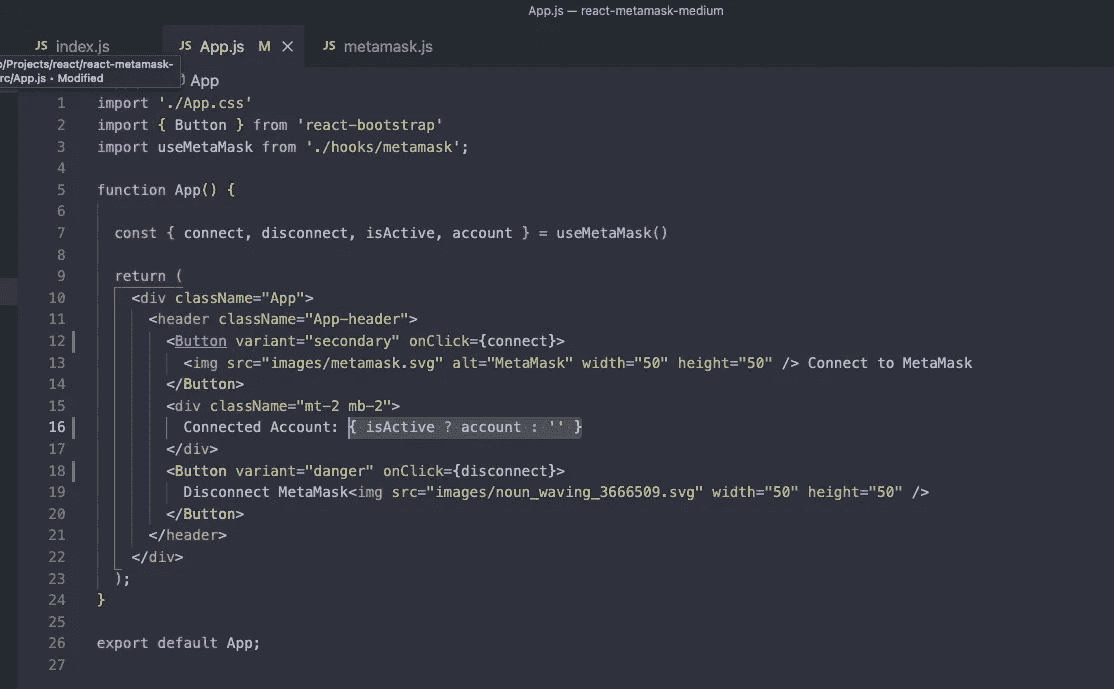 App.js — react-metamask-medium
JS index.js
JS App.js M ×
JS metamask.js
/Projects/react/react-metamask-
rc/App.js • Modified
App
1 import './App.css'
2 import { Button } from 'react-bootstrap'
3 import useMetaMask from './hooks/metamask';
4
5 function App() {
6
7 const { connect, disconnect, isActive, account } = useMetaMask()
8
9 return (
10 <div className="App">
11 <header className="App-header">
12 <Button variant="secondary" onClick={connect}>
13 <img src="images/metamask.svg" alt="MetaMask" width="50" height="50" /> Connect to MetaMask
14 </Button>
15 <div className="mt-2 mb-2">
16 Connected Account: { isActive ? account : '' }
17 </div>
18 <Button variant="danger" onClick={disconnect}>
19 Disconnect MetaMask<img src="images/noun_waving_3666509.svg" width="50" height="50" />
20 </Button>
21 </header>
22 </div>
23 );
24 }
25
26 export default App;
27